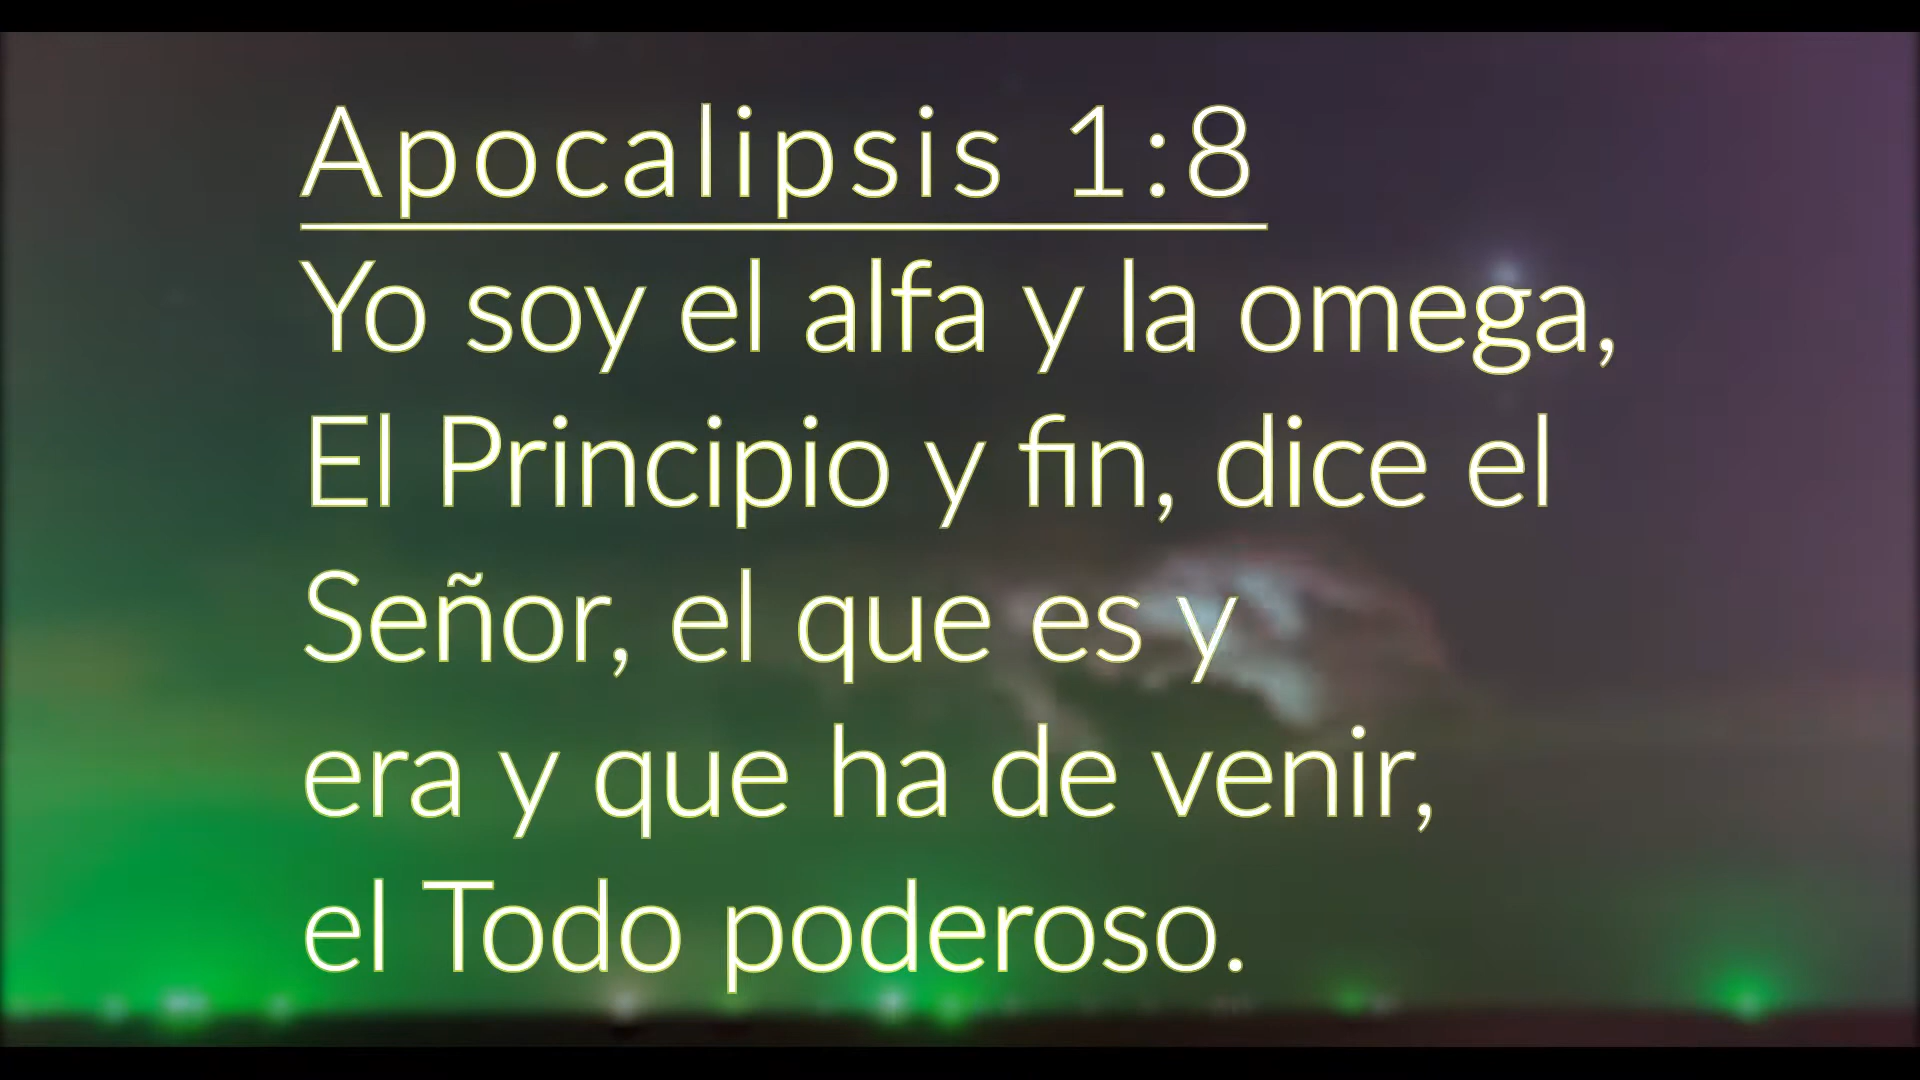 Apocalipsis 1:8
Yo soy el alfa y la omega,
El Principio y fin, dice el
Señor, el que es y
era y que ha de venir,
el Todo poderoso.